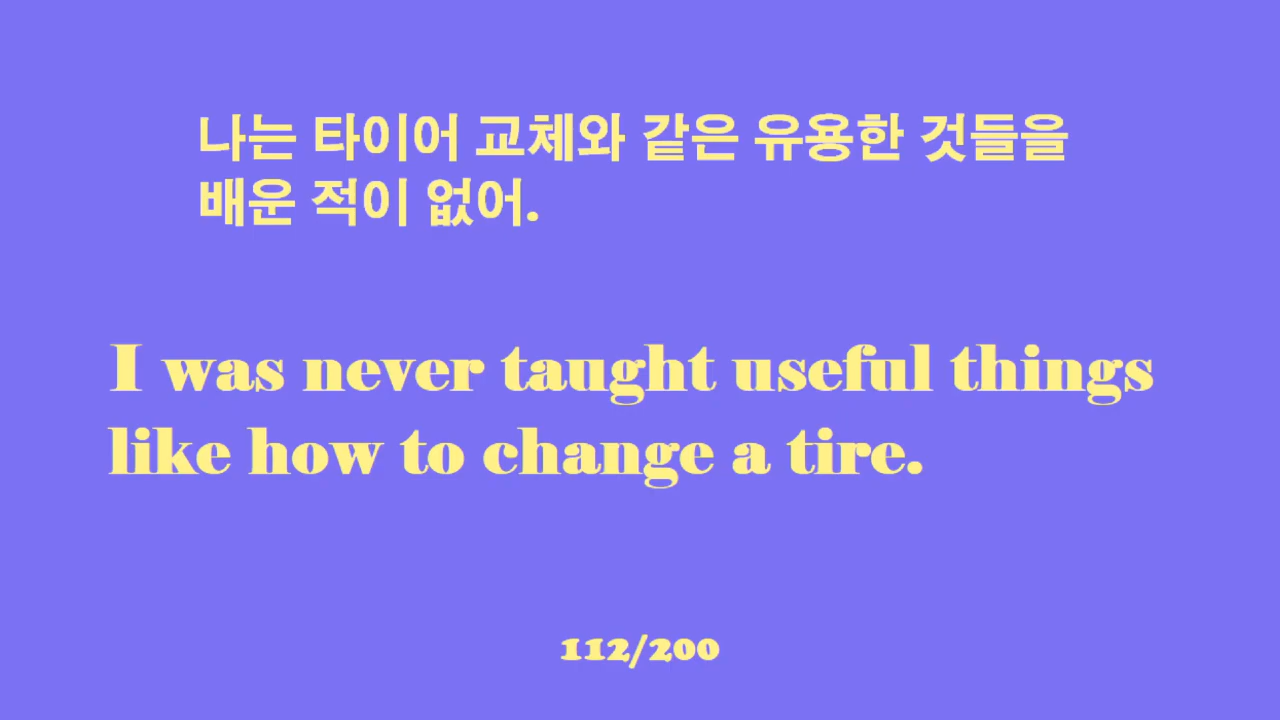 나는 타이어 교체와 같은 유용한 것들을
배운 적이 없어.
I was never taught useful things
like how to change a tire.
112/200